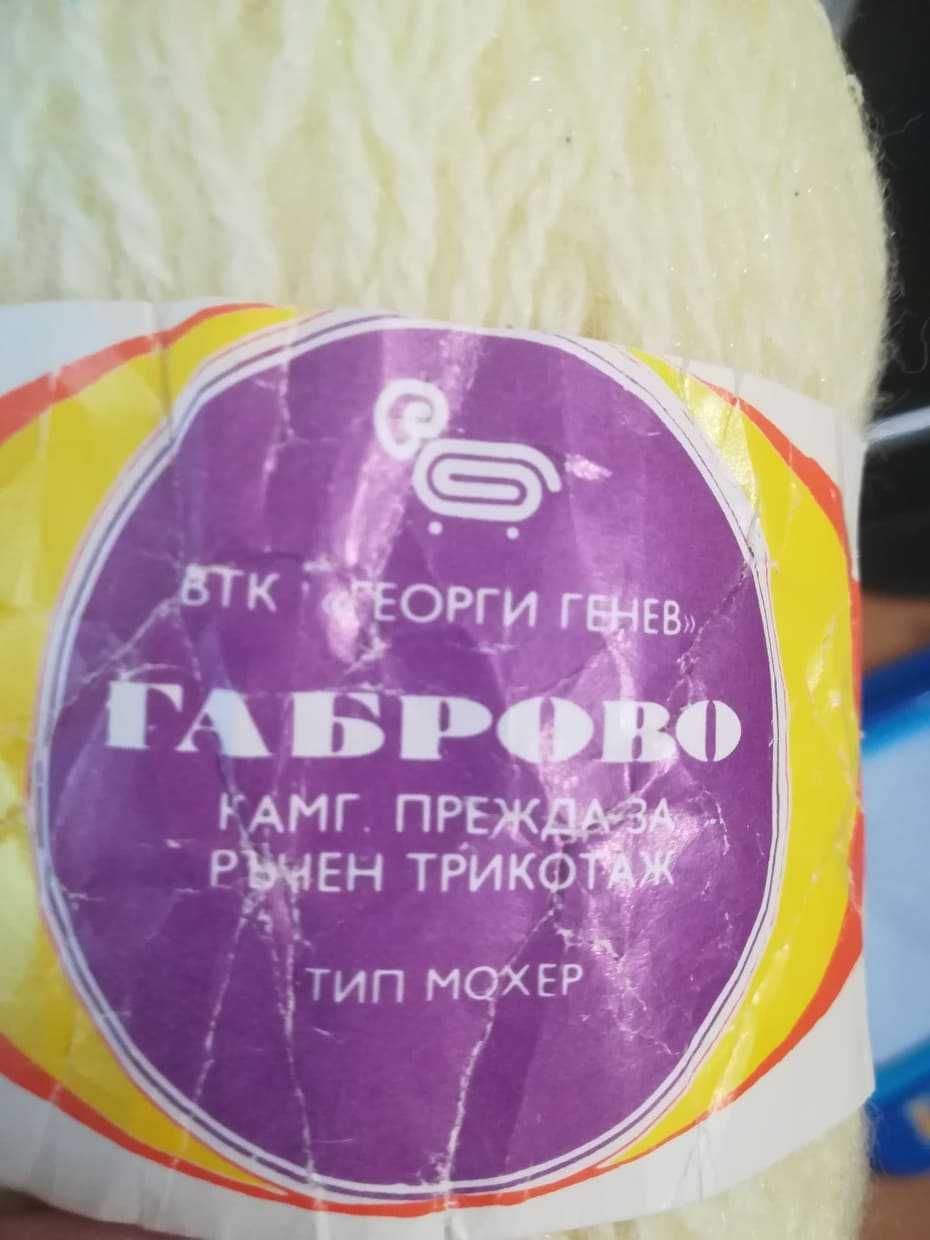 ВТК «ГЕОРГИ ГЕНЕВ»
ГАБРОВО
КАМГ. ПРЕЖДА ЗА
РЪЧЕН ТРИКОТАЖ
ТИП МОХЕР